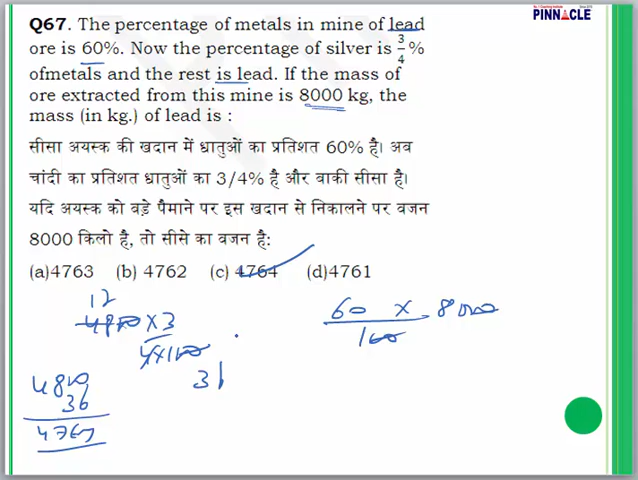 PINNACLE
Q67. The percentage of metals in mine of lead
ore is 60%. Now the percentage of silver is 3/4 %
ofmetals and the rest is lead. If the mass of
ore extracted from this mine is 8000 kg, the
mass (in kg.) of lead is :
सीसा अयस्क की खदान में धातुओं का प्रतिशत 60% है। अब
चांदी का प्रतिशत धातुओं का 3/4% है और वाकी सीसा है।
यदि अयस्क को बड़े पैमाने पर इस खदान से निकालने पर वजन
8000 किलो है, तो सीसे का वजन है:
(a)4763 (b) 4762 (c) 4764 (d)4761
12
4800 X 3
4x100
36
60 X 8000
100
4800
36
4764